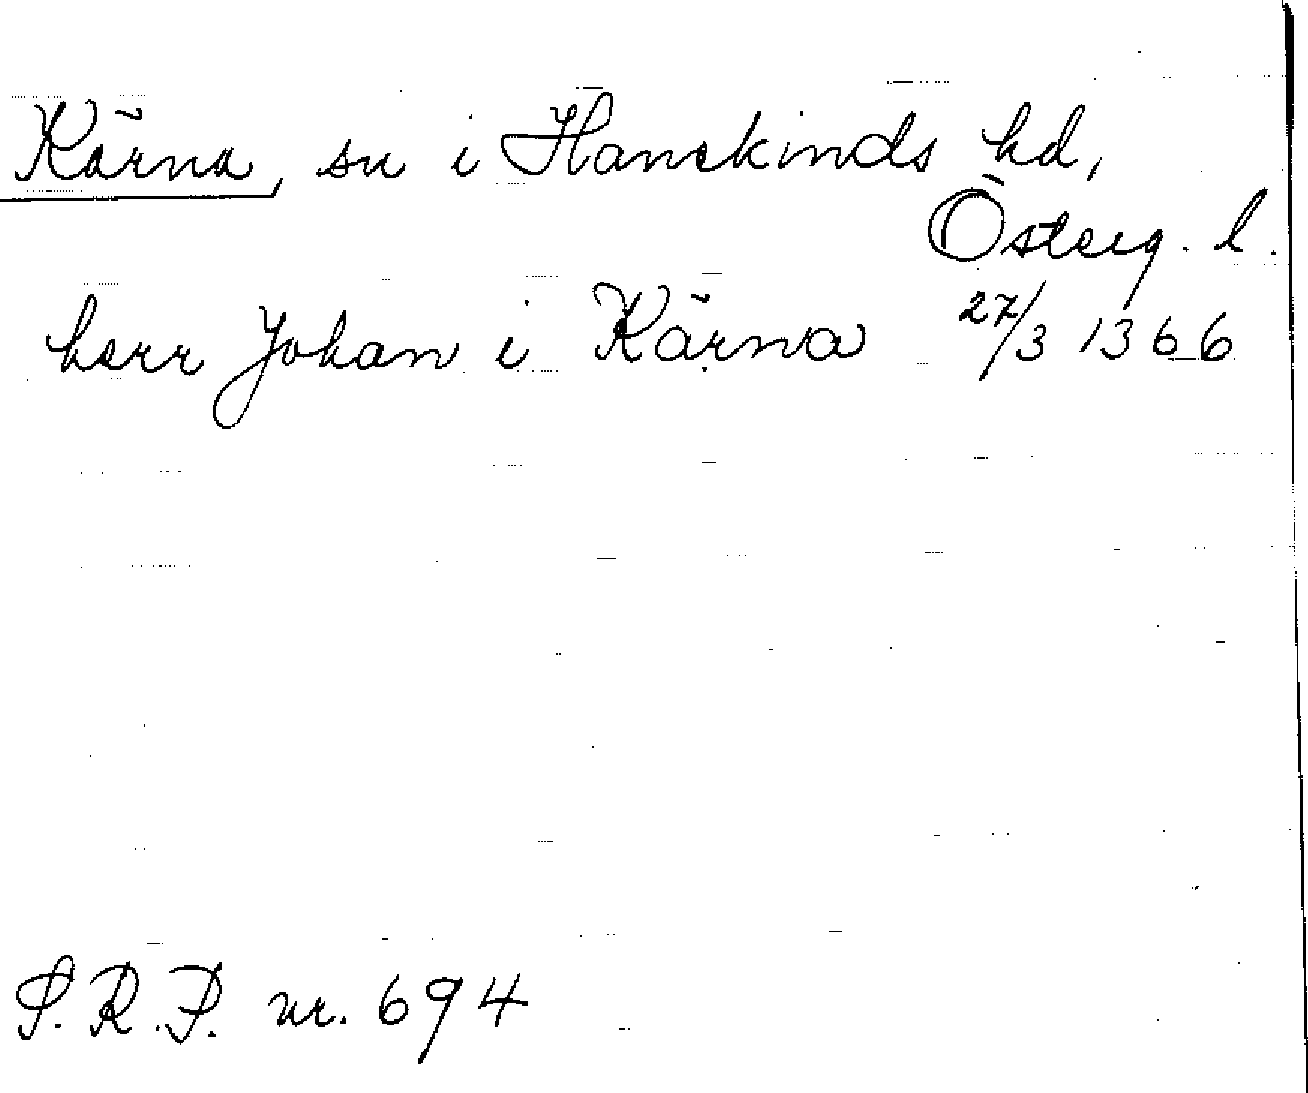 Kärna, sn i Hanekinds hd,
Österg. l.
herr Johan i Kärna 27/3 1366
S.R.P. nr. 694